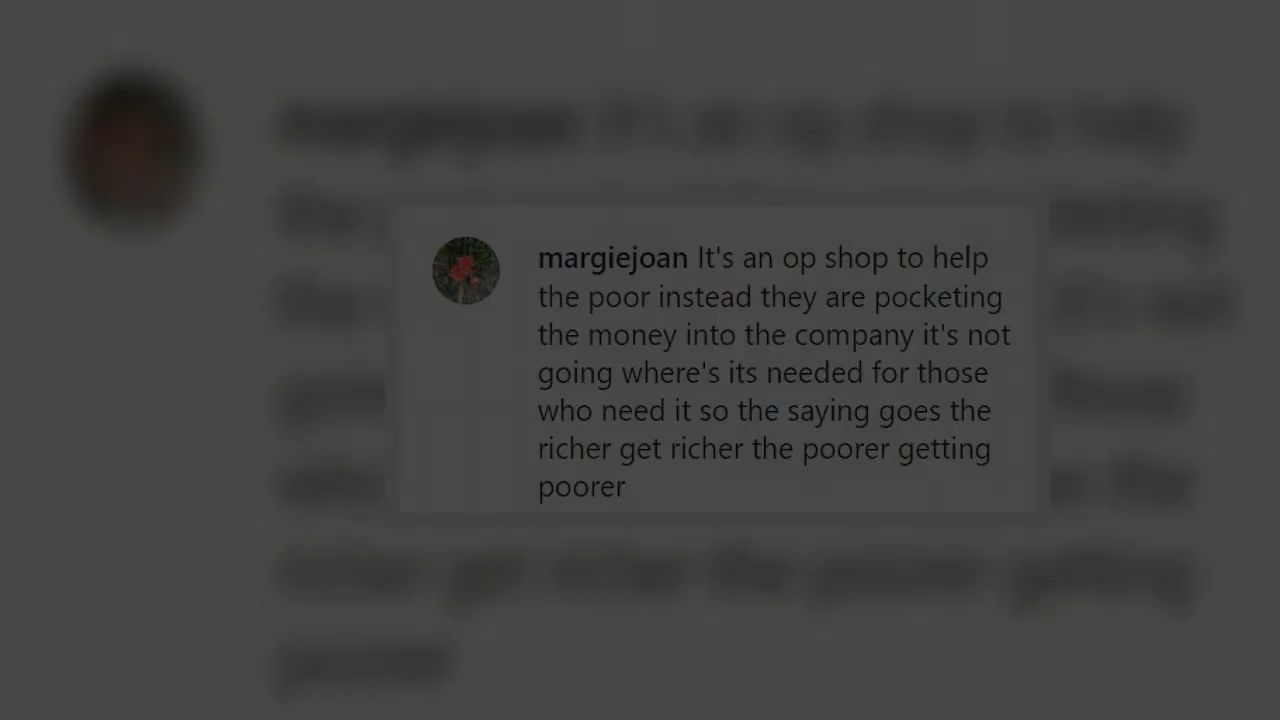 margiejoan It's an op shop to help
the poor instead they are pocketing
the money into the company it's not
going where's its needed for those
who need it so the saying goes the
richer get richer the poorer getting
poorer